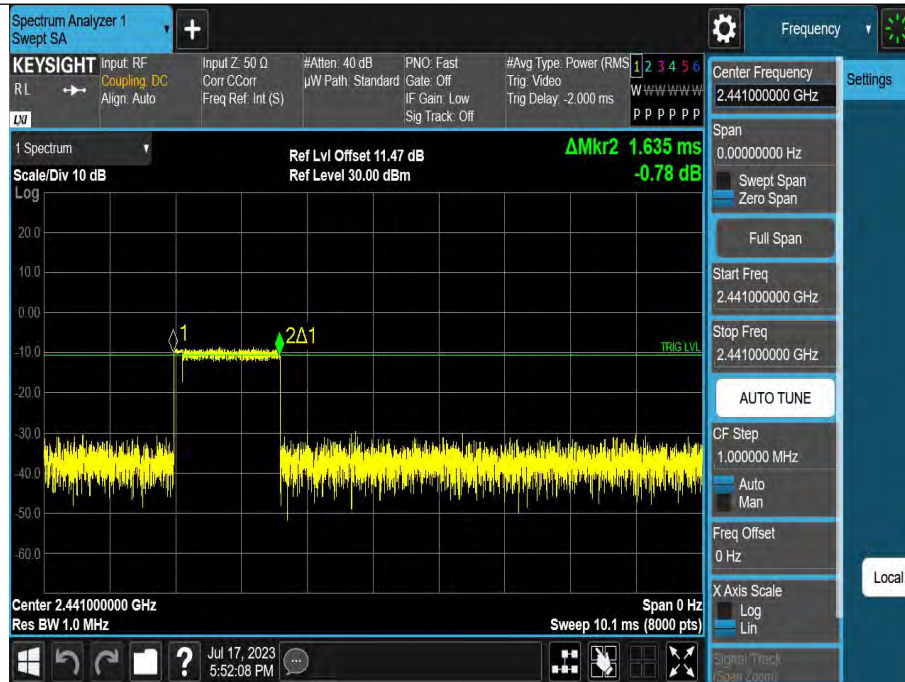 Spectrum Analyzer 1
Swept SA
Frequency
KEYSIGHT
RL
LXI
Input: RF
Coupling: DC
Align: Auto
Input Z: 50 Ω
Corr CCorr
Freq Ref: Int (S)
#Atten: 40 dB
µW Path: Standard
PNO: Fast
Gate: Off
IF Gain: Low
Sig Track: Off
#Avg Type: Power (RMS
Trig: Video
Trig Delay: -2.000 ms
1 2 3 4 5 6
W W W W W W
P P P P P P
1 Spectrum
Scale/Div 10 dB
Log
Ref Lvl Offset 11.47 dB
Ref Level 30.00 dBm
ΔMkr2 1.635 ms
-0.78 dB
20.0
10.0
0.00
-10.0
-20.0
-30.0
-40.0
-50.0
-60.0
1
2Δ1
TRIG LVL
Center 2.441000000 GHz
Res BW 1.0 MHz
Span 0 Hz
Sweep 10.1 ms (8000 pts)
Jul 17, 2023
5:52:08 PM
Center Frequency
2.441000000 GHz
Span
0.00000000 Hz
Swept Span
Zero Span
Full Span
Start Freq
2.441000000 GHz
Stop Freq
2.441000000 GHz
AUTO TUNE
CF Step
1.000000 MHz
Auto
Man
Freq Offset
0 Hz
X Axis Scale
Log
Lin
Signal Track
(Span Zoom)
Settings
Local